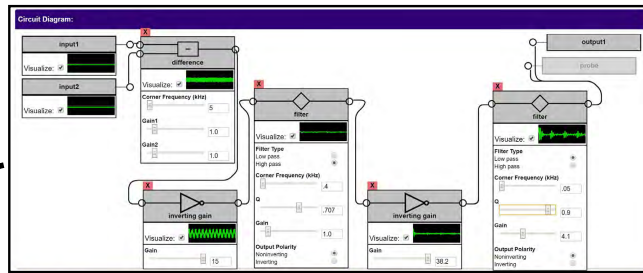 Circuit Diagram:
input1
Visualize:
input2
Visualize:
X
difference
Visualize:
Corner Frequency (kHz)
5
Gain1
1.0
Gain2
1.0
X
inverting gain
Visualize:
Gain
15
X
filter
Visualize:
Filter Type
Low pass
High pass
Corner Frequency (kHz)
.4
Q
.707
Gain
1.0
Output Polarity
Noninverting
Inverting
X
inverting gain
Visualize:
Gain
38.2
X
filter
Visualize:
Filter Type
Low pass
High pass
Corner Frequency (kHz)
.05
Q
0.9
Gain
4.1
Output Polarity
Noninverting
Inverting
output1
probe